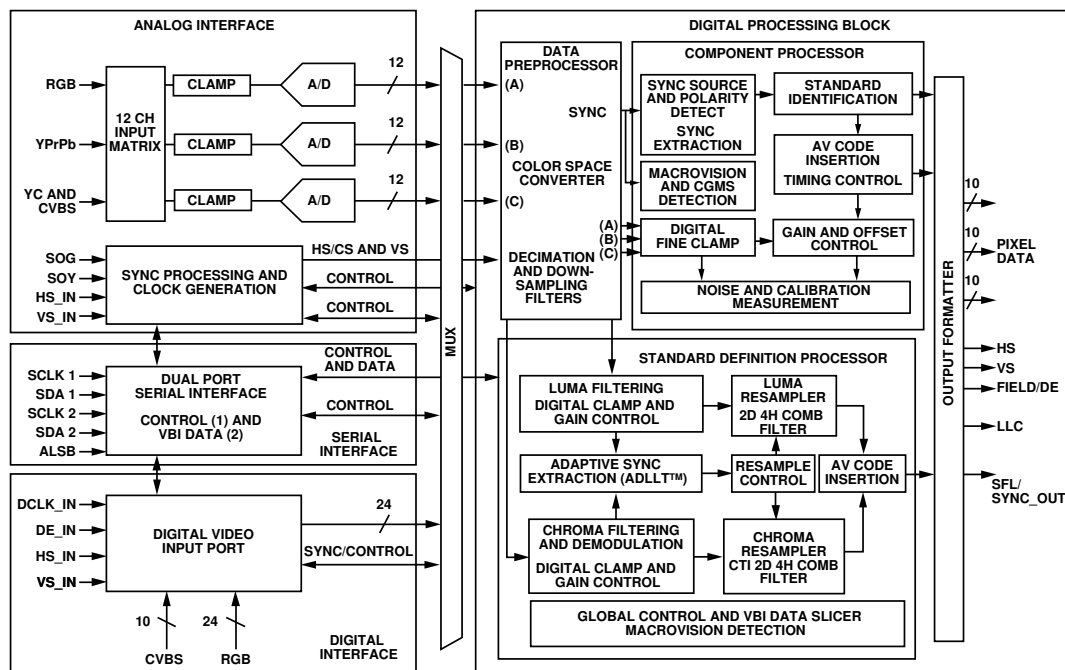 ANALOG INTERFACE
RGB
YPrPb
YC AND
CVBS
12 CH
INPUT
MATRIX
CLAMP
A/D
12
CLAMP
A/D
12
CLAMP
A/D
12
SOG
SOY
HS_IN
VS_IN
SYNC PROCESSING AND
CLOCK GENERATION
HS/CS AND VS
CONTROL
CONTROL
SCLK 1
SDA 1
SCLK 2
SDA 2
ALSB
DUAL PORT
SERIAL INTERFACE
CONTROL (1) AND
VBI DATA (2)
CONTROL
AND DATA
CONTROL
SERIAL
INTERFACE
DCLK_IN
DE_IN
HS_IN
VS_IN
DIGITAL VIDEO
INPUT PORT
24
SYNC/CONTROL
10
24
CVBS
RGB
DIGITAL
INTERFACE
MUX
DIGITAL PROCESSING BLOCK
DATA
PREPROCESSOR
(A)
SYNC
(B)
COLOR SPACE
CONVERTER
(C)
(A)
(B)
(C)
DECIMATION
AND DOWN-
SAMPLING
FILTERS
COMPONENT PROCESSOR
SYNC SOURCE
AND POLARITY
DETECT
SYNC
EXTRACTION
STANDARD
IDENTIFICATION
MACROVISION
AND CGMS
DETECTION
AV CODE
INSERTION
TIMING CONTROL
DIGITAL
FINE CLAMP
GAIN AND OFFSET
CONTROL
NOISE AND CALIBRATION
MEASUREMENT
STANDARD DEFINITION PROCESSOR
LUMA FILTERING
DIGITAL CLAMP AND
GAIN CONTROL
LUMA
RESAMPLER
2D 4H COMB
FILTER
ADAPTIVE SYNC
EXTRACTION (ADLLT™)
RESAMPLE
CONTROL
AV CODE
INSERTION
CHROMA FILTERING
AND DEMODULATION
DIGITAL CLAMP AND
GAIN CONTROL
CHROMA
RESAMPLER
CTI 2D 4H COMB
FILTER
GLOBAL CONTROL AND VBI DATA SLICER
MACROVISION DETECTION
OUTPUT FORMATTER
10
10
PIXEL
DATA
10
HS
VS
FIELD/DE
LLC
SFL/
SYNC_OUT